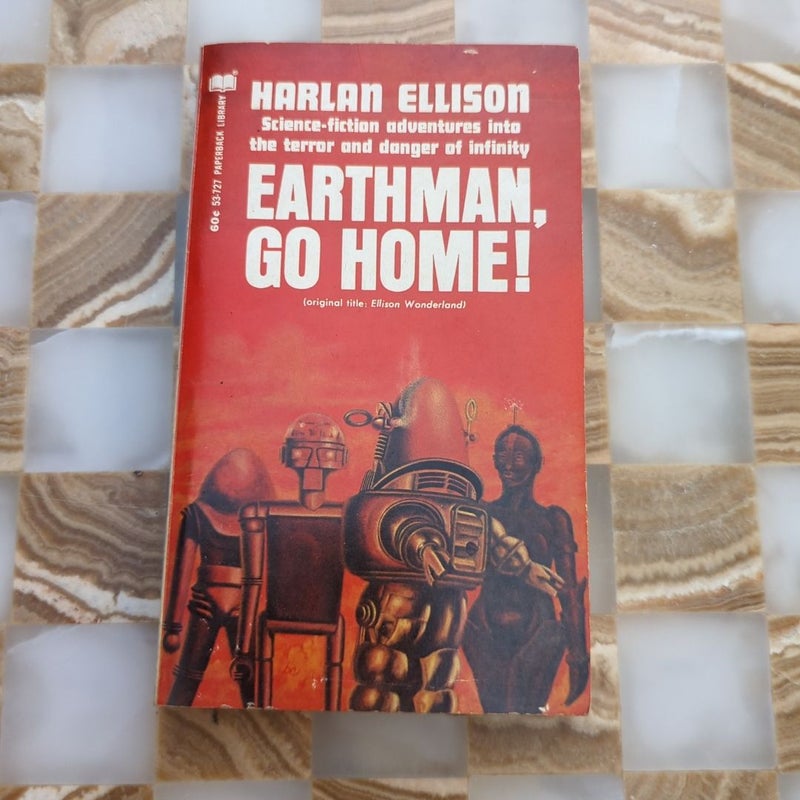 HARLAN ELLISON
Science-fiction adventures into
the terror and danger of infinity
EARTHMAN,
GO HOME!
(original title: Ellison Wonderland)
60¢ 53-727 PAPERBACK LIBRARY